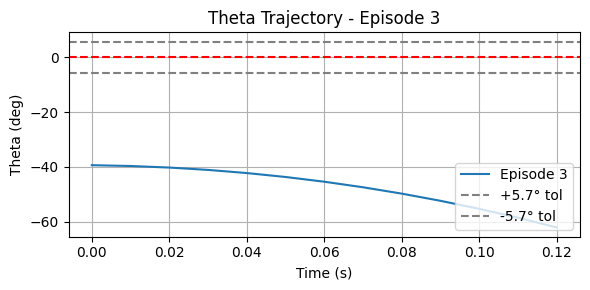 Theta Trajectory - Episode 3
Theta (deg)
0
−20
−40
−60
Episode 3
+5.7° tol
-5.7° tol
0.00 0.02 0.04 0.06 0.08 0.10 0.12
Time (s)